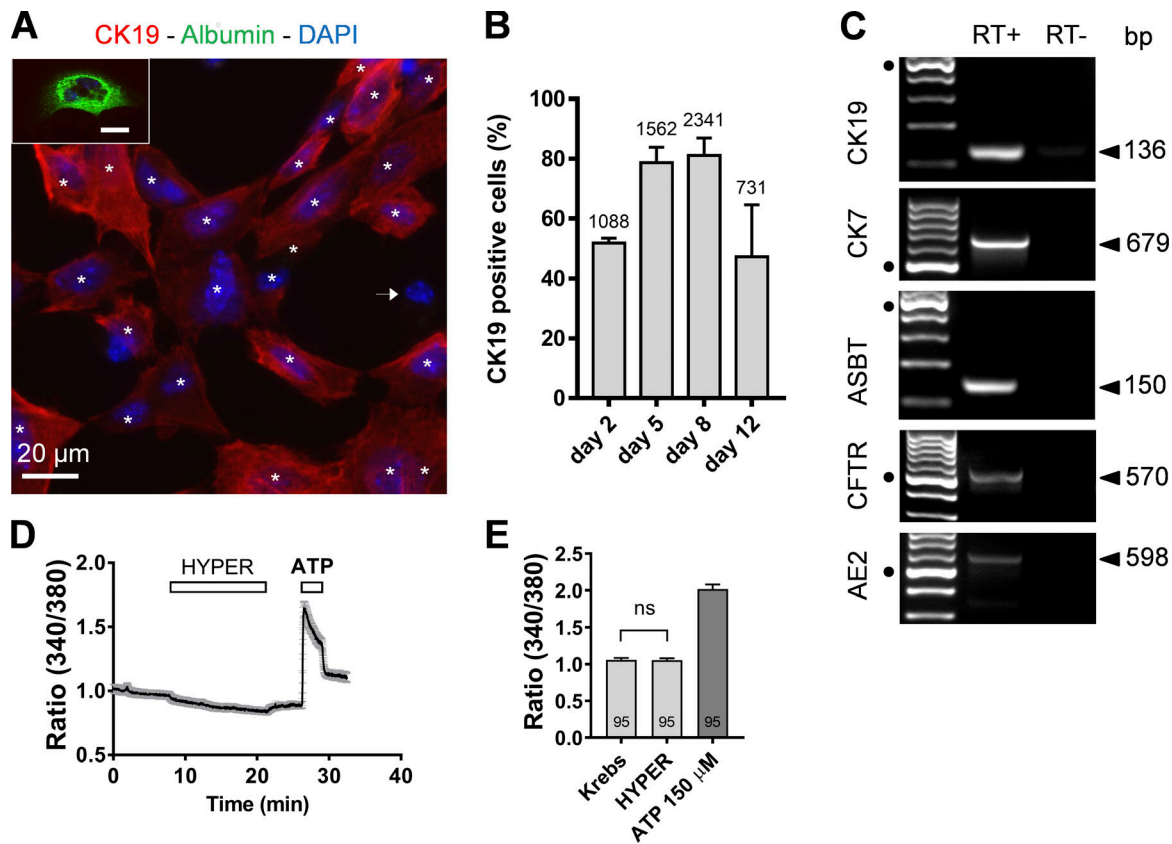 A
CK19 - Albumin - DAPI
* * * * * * * * * * * * * * * * * * * * * * * *
20 µm
B
CK19 positive cells (%)
100
80
60
40
20
0
1088
1562
2341
731
day 2
day 5
day 8
day 12
C
RT+ RT- bp
CK19
136
CK7
679
ASBT
150
CFTR
570
AE2
598
D
HYPER
ATP
Ratio (340/380)
2.0
1.5
1.0
0.5
0 10 20 30 40
Time (min)
E
Ratio (340/380)
2.5
2.0
1.5
1.0
0.5
0.0
ns
95 95 95
Krebs
HYPER
ATP 150 µM